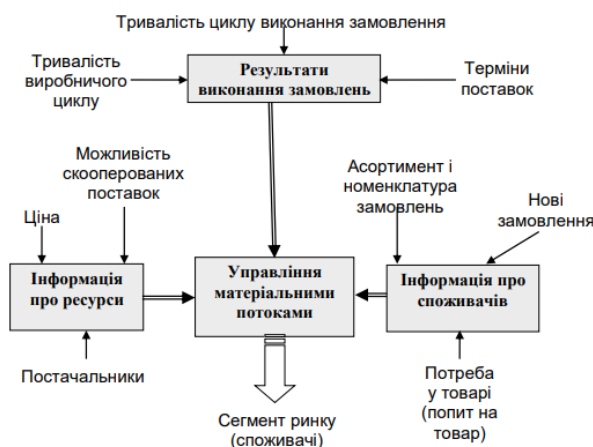 Тривалість циклу виконання замовлення
Тривалість
виробничого
циклу
Результати
виконання замовлень
Терміни
поставок
Можливість
скооперованих
поставок
Ціна
Асортимент і
номенклатура
замовлень
Нові
замовлення
Інформація
про ресурси
Управління
матеріальними
потоками
Інформація про
споживачів
Постачальники
Сегмент ринку
(споживачі)
Потреба
у товарі
(попит на
товар)